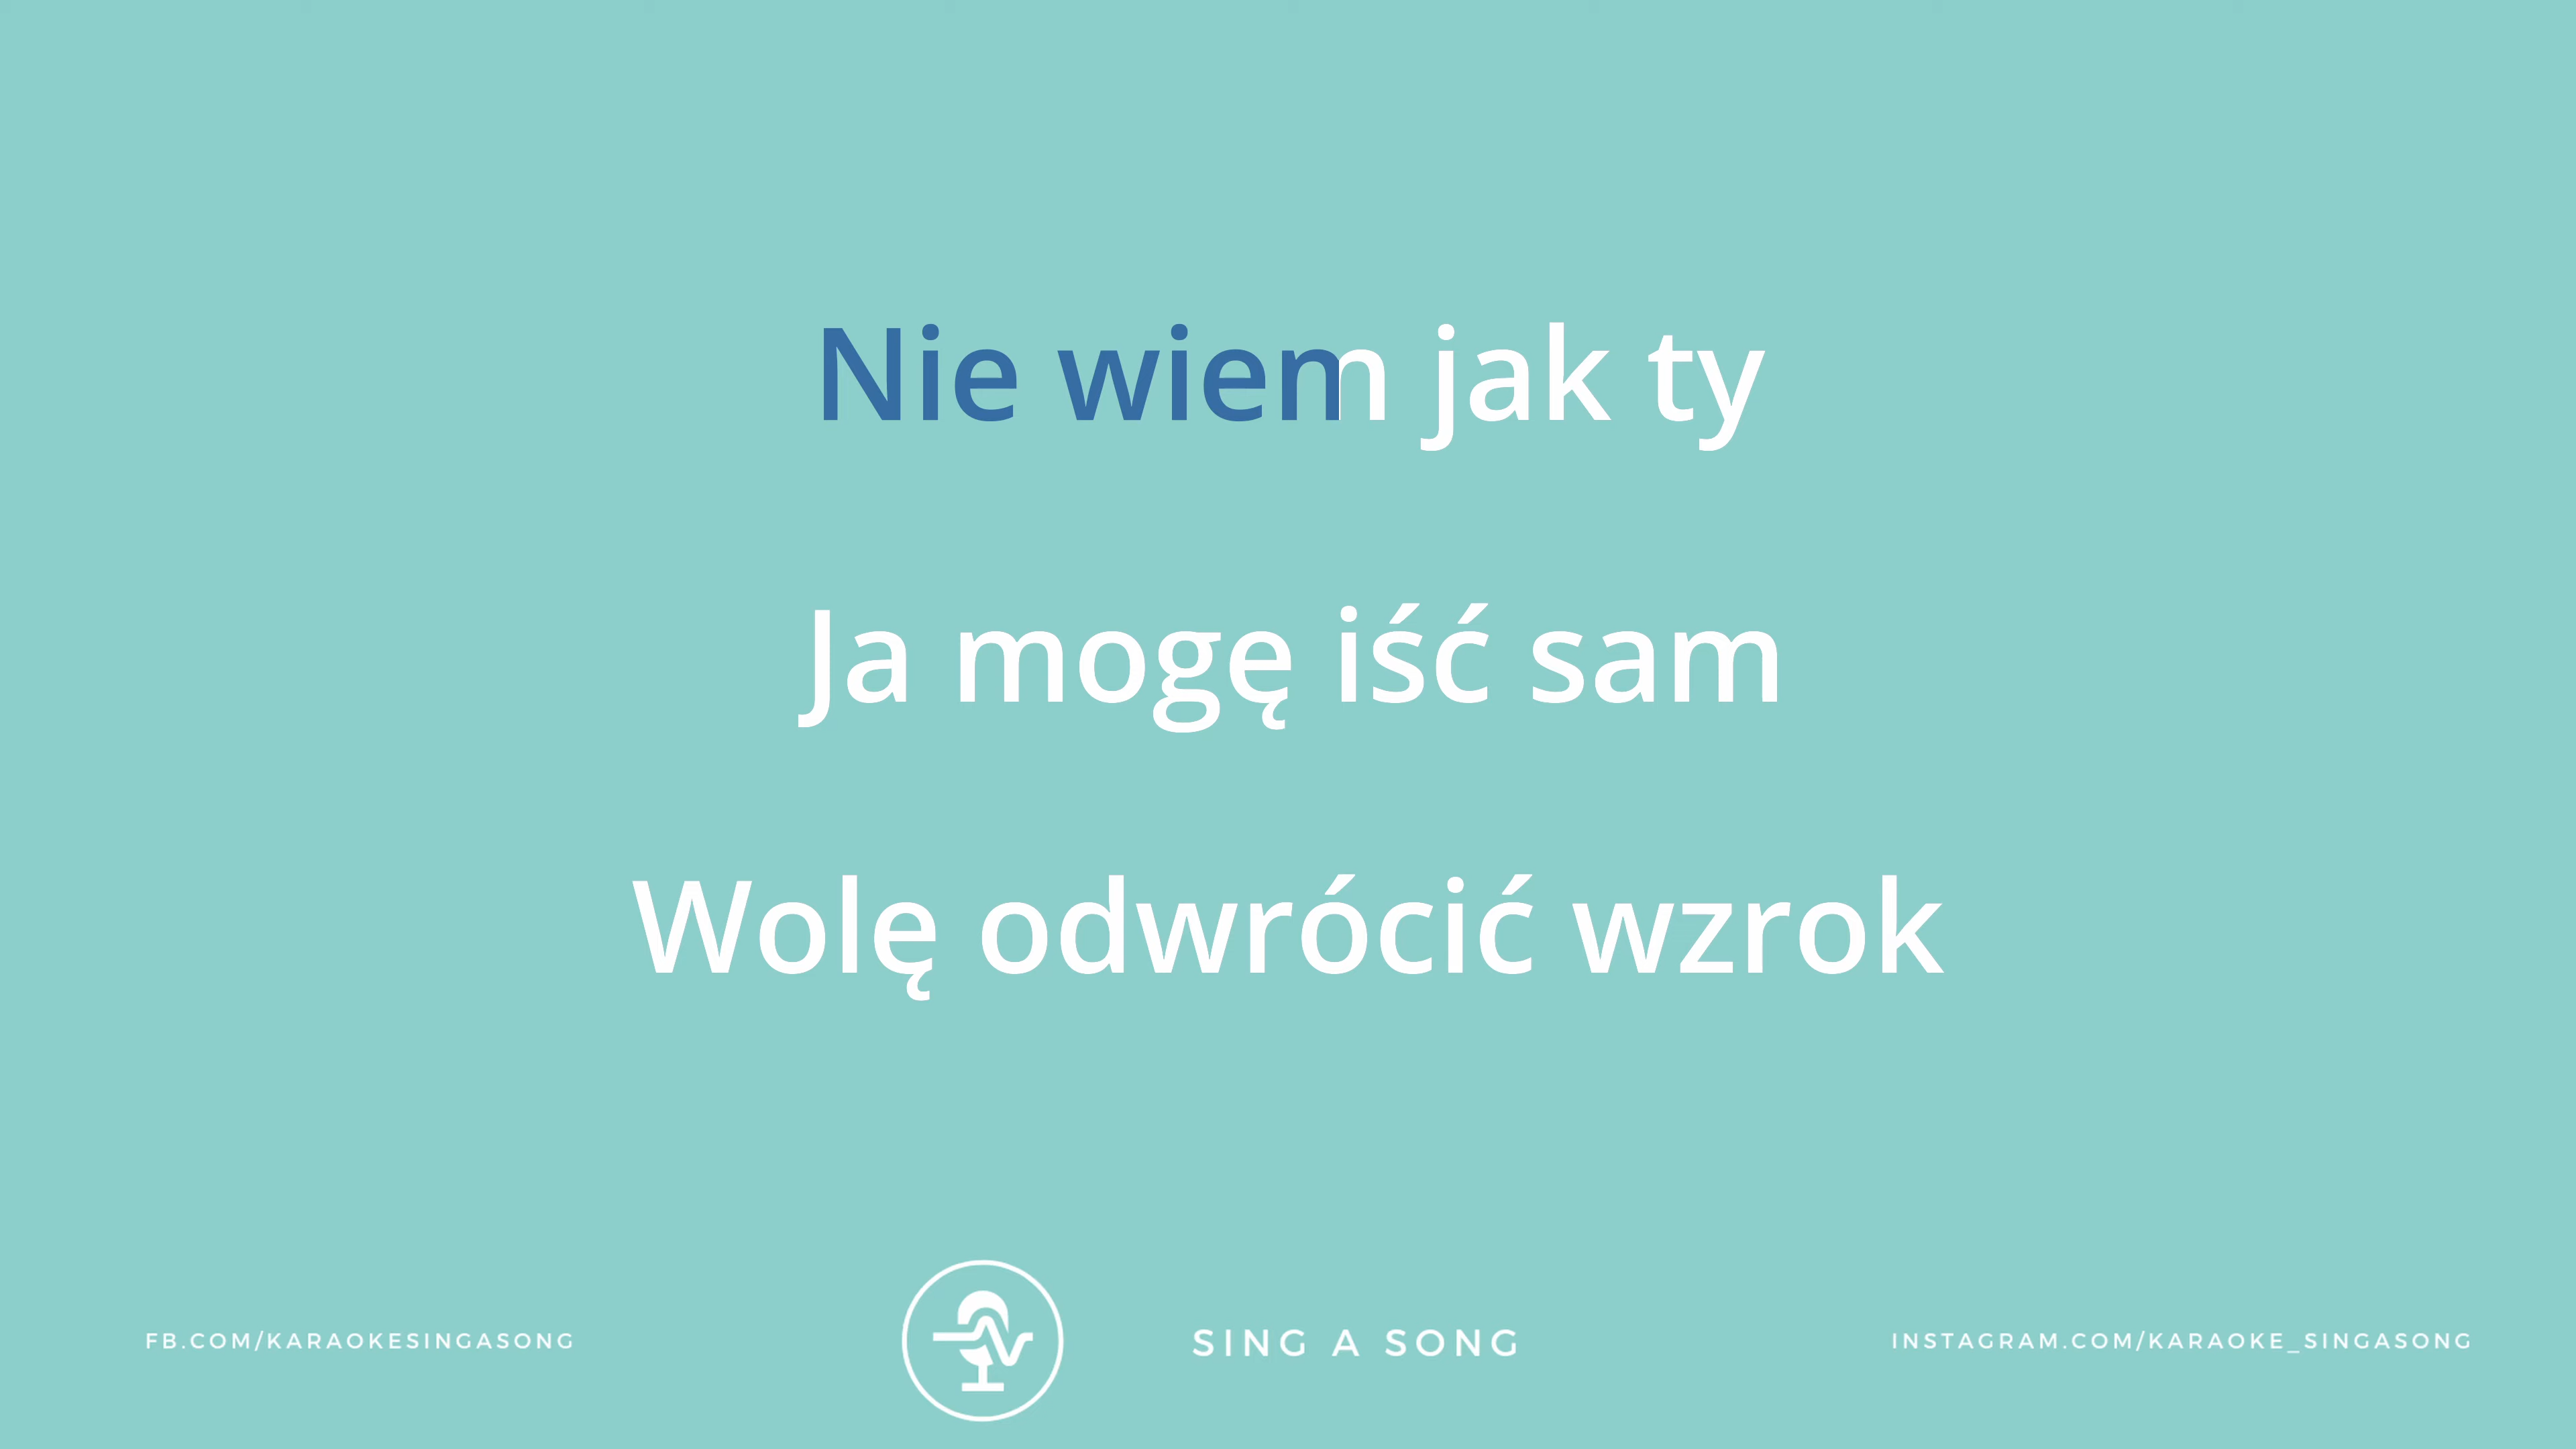 Nie wiem jak ty
Ja mogę iść sam
Wolę odwrócić wzrok
FB.COM/KARAOKESINGASONG
SING A SONG
INSTAGRAM.COM/KARAOKE_SINGASONG